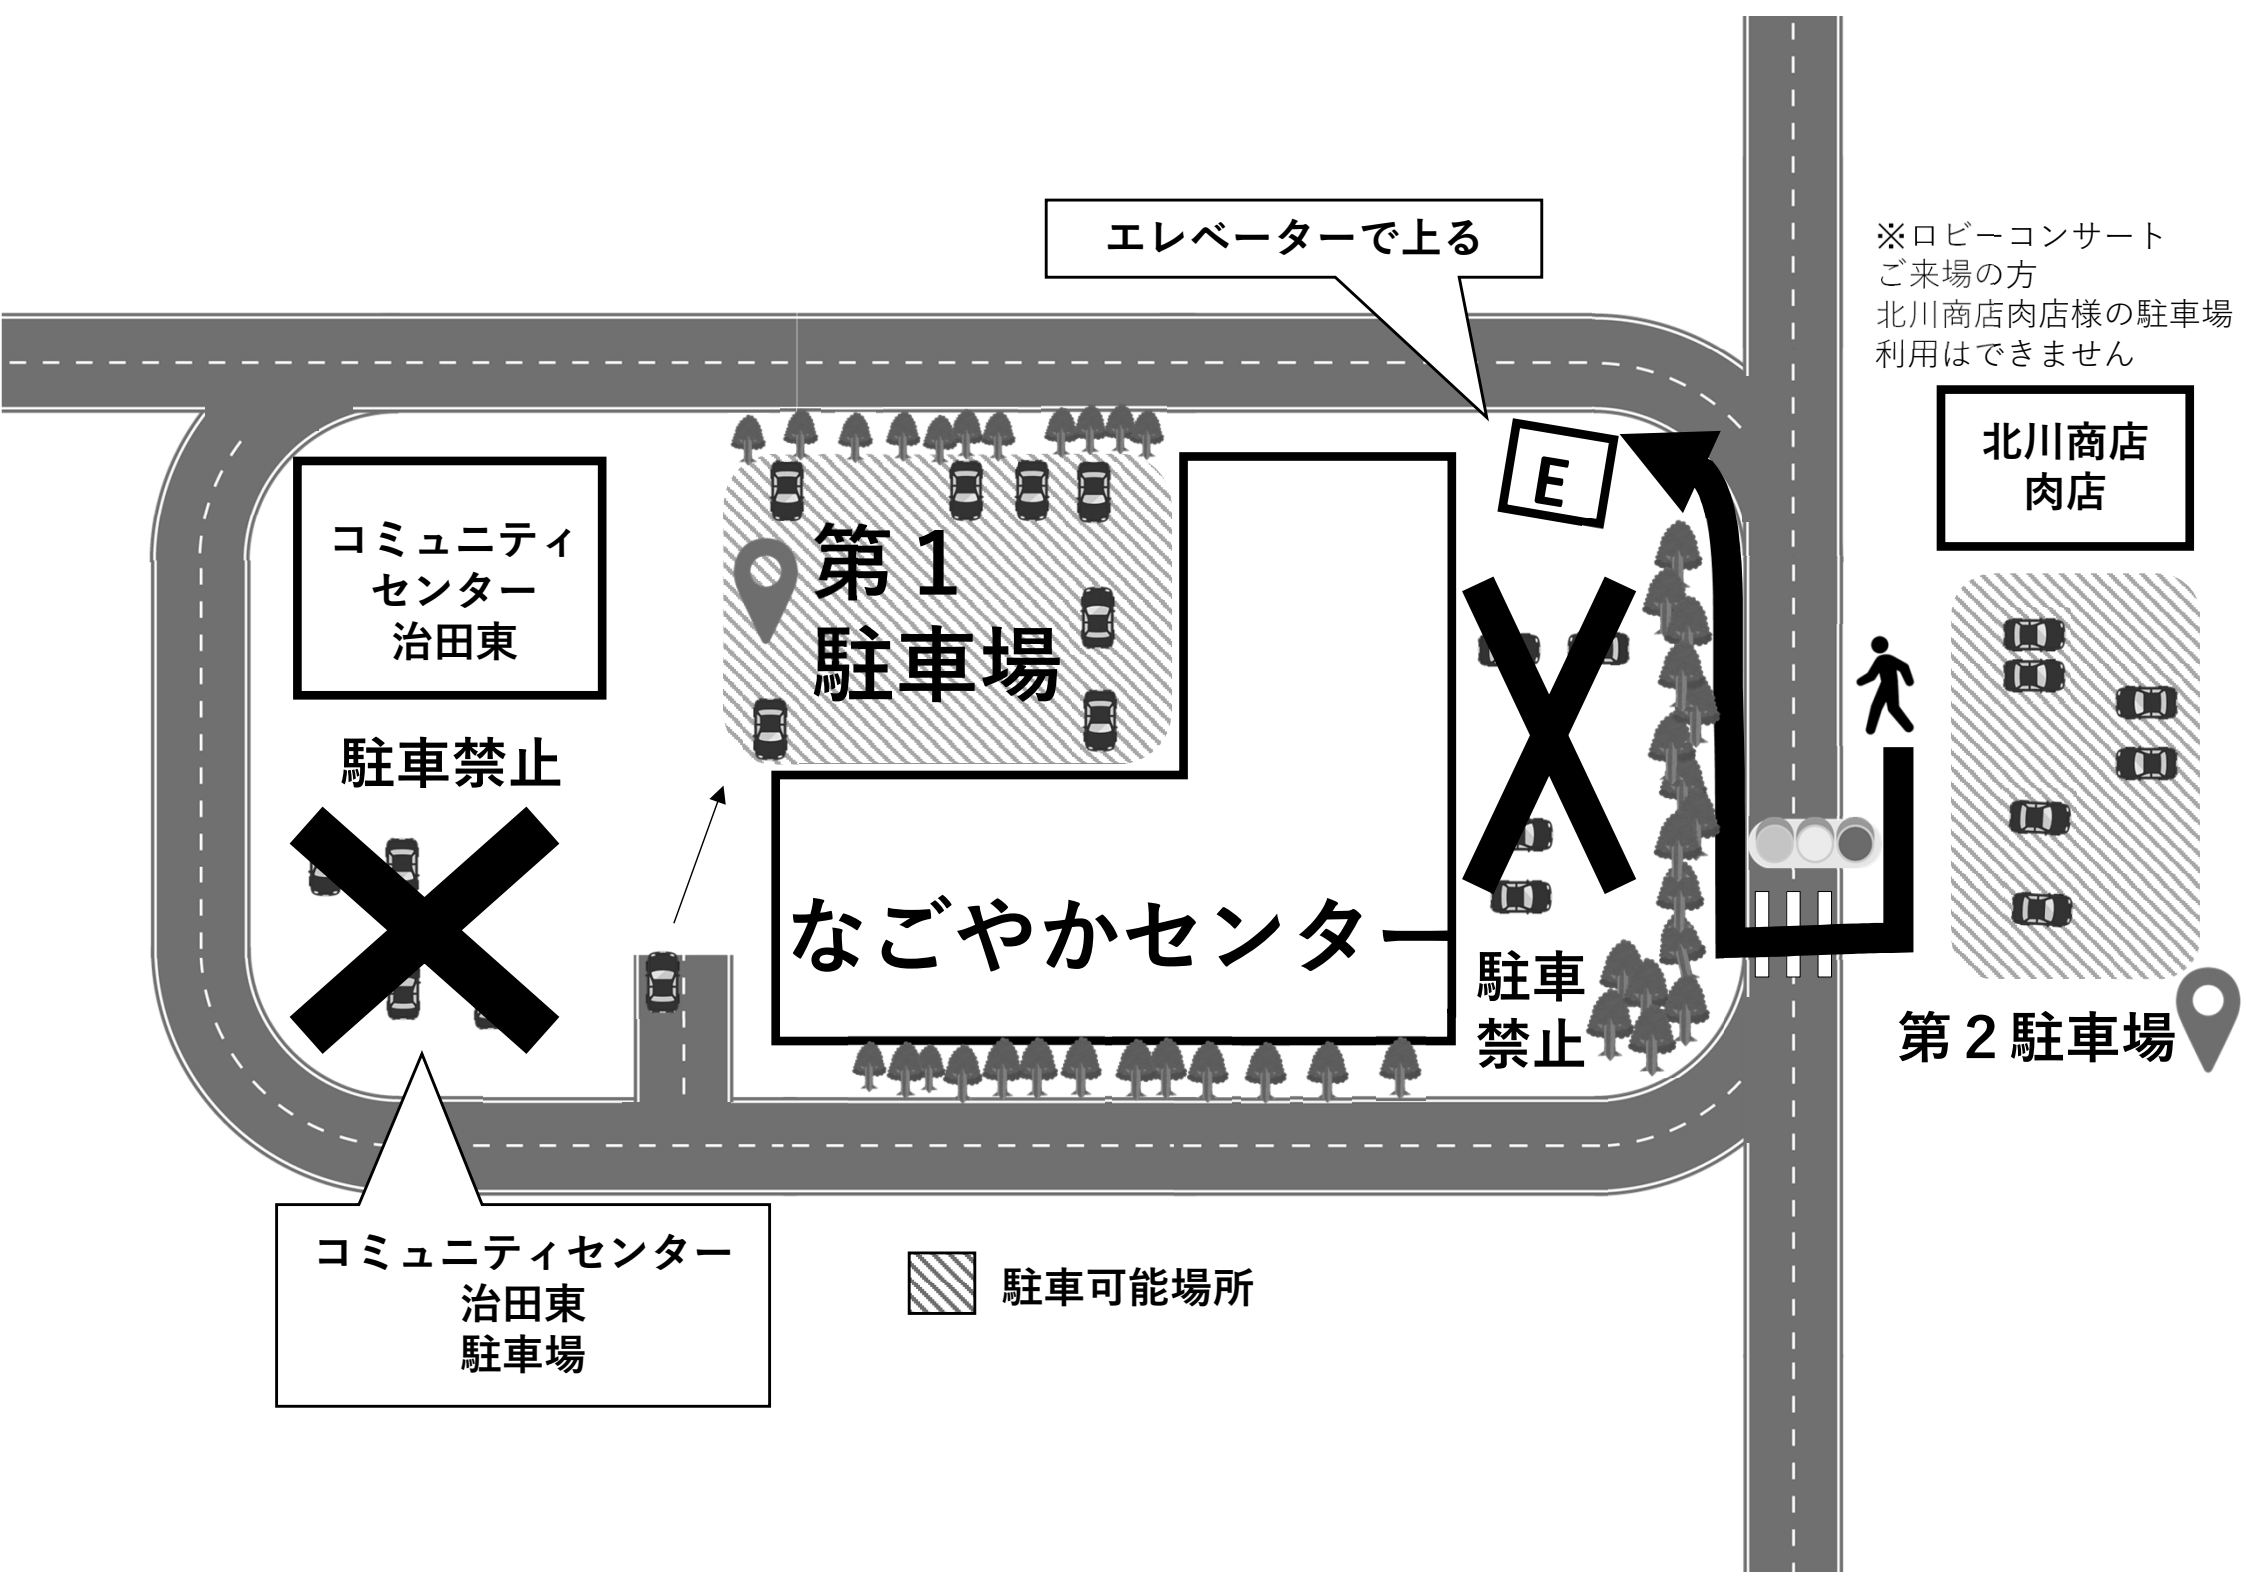 エレベーターで上る
※ロビーコンサート
ご来場の方
北川商店肉店様の駐車場
利用はできません
北川商店
肉店
E
コミュニティ
センター
治田東
第１
駐車場
駐車禁止
なごやかセンター
駐車
禁止
第２駐車場
コミュニティセンター
治田東
駐車場
駐車可能場所